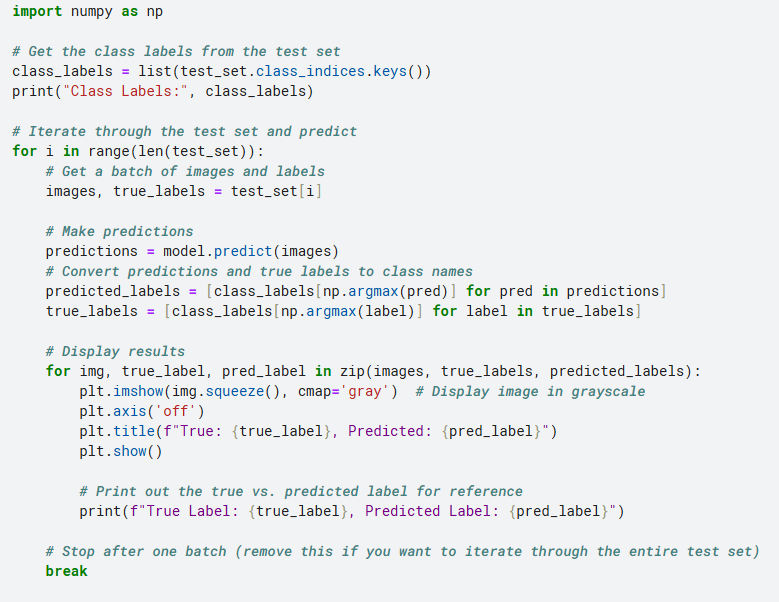 import numpy as np
# Get the class labels from the test set
class_labels = list(test_set.class_indices.keys())
print("Class Labels:", class_labels)
# Iterate through the test set and predict
for i in range(len(test_set)):
    # Get a batch of images and labels
    images, true_labels = test_set[i]
    # Make predictions
    predictions = model.predict(images)
    # Convert predictions and true labels to class names
    predicted_labels = [class_labels[np.argmax(pred)] for pred in predictions]
    true_labels = [class_labels[np.argmax(label)] for label in true_labels]
    # Display results
    for img, true_label, pred_label in zip(images, true_labels, predicted_labels):
        plt.imshow(img.squeeze(), cmap='gray')  # Display image in grayscale
        plt.axis('off')
        plt.title(f"True: {true_label}, Predicted: {pred_label}")
        plt.show()
        # Print out the true vs. predicted label for reference
        print(f"True Label: {true_label}, Predicted Label: {pred_label}")
    # Stop after one batch (remove this if you want to iterate through the entire test set)
    break